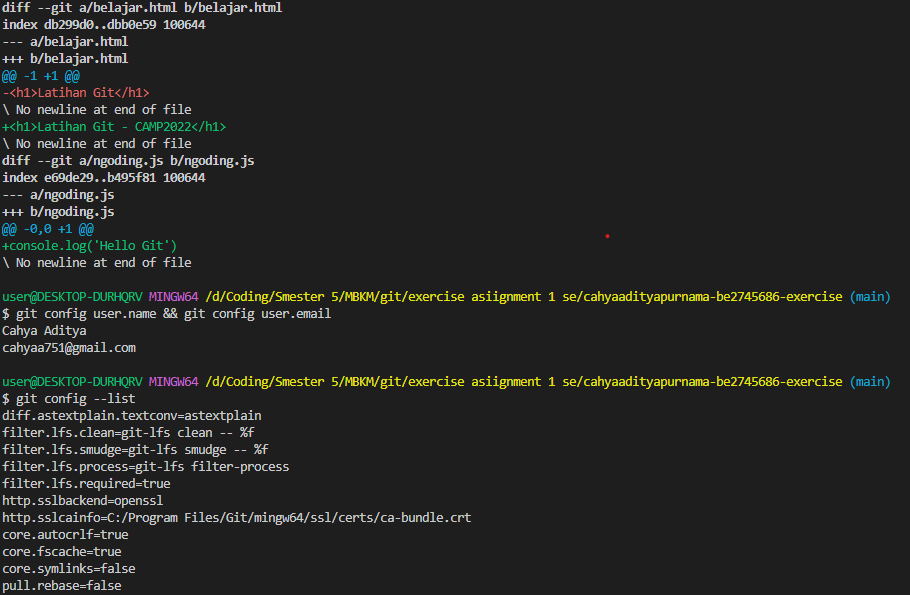 diff --git a/belajar.html b/belajar.html
index db299d0..dbb0e59 100644
--- a/belajar.html
+++ b/belajar.html
@@ -1 +1 @@
-<h1>Latihan Git</h1>
\ No newline at end of file
+<h1>Latihan Git - CAMP2022</h1>
\ No newline at end of file
diff --git a/ngoding.js b/ngoding.js
index e69de29..b495f81 100644
--- a/ngoding.js
+++ b/ngoding.js
@@ -0,0 +1 @@
+console.log('Hello Git')
\ No newline at end of file
user@DESKTOP-DURHQRV MINGW64 /d/Coding/Smester 5/MBKM/git/exercise asiignment 1 se/cahyaadityapurnama-be2745686-exercise (main)
$ git config user.name && git config user.email
Cahya Aditya
cahyaa751@gmail.com
user@DESKTOP-DURHQRV MINGW64 /d/Coding/Smester 5/MBKM/git/exercise asiignment 1 se/cahyaadityapurnama-be2745686-exercise (main)
$ git config --list
diff.astextplain.textconv=astextplain
filter.lfs.clean=git-lfs clean -- %f
filter.lfs.smudge=git-lfs smudge -- %f
filter.lfs.process=git-lfs filter-process
filter.lfs.required=true
http.sslbackend=openssl
http.sslcainfo=C:/Program Files/Git/mingw64/ssl/certs/ca-bundle.crt
core.autocrlf=true
core.fscache=true
core.symlinks=false
pull.rebase=false